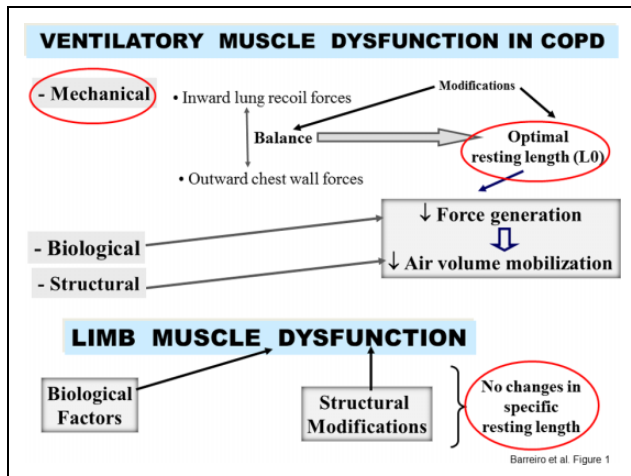 VENTILATORY MUSCLE DYSFUNCTION IN COPD
- Mechanical
• Inward lung recoil forces
Modifications
Balance
Optimal
resting length (L0)
• Outward chest wall forces
↓ Force generation
- Biological
↓ Air volume mobilization
- Structural
LIMB MUSCLE DYSFUNCTION
Biological
Factors
Structural
Modifications
No changes in
specific
resting length
Barreiro et al. Figure 1